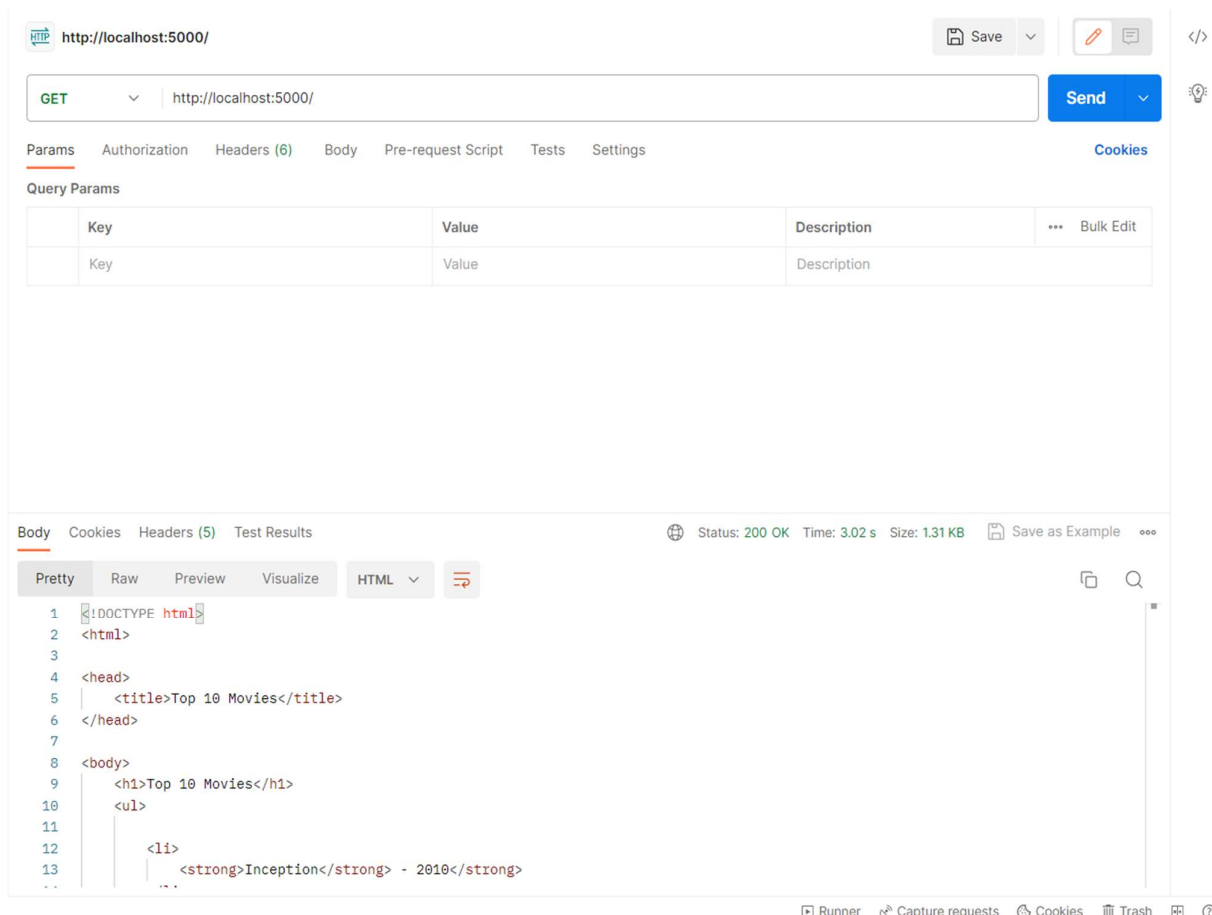 HTTP http://localhost:5000/ Save
GET http://localhost:5000/ Send
Params Authorization Headers (6) Body Pre-request Script Tests Settings Cookies
Query Params
Key Value Description Bulk Edit
Key Value Description
Body Cookies Headers (5) Test Results Status: 200 OK Time: 3.02 s Size: 1.31 KB Save as Example
Pretty Raw Preview Visualize HTML
1 <!DOCTYPE html>
2 <html>
3
4 <head>
5 <title>Top 10 Movies</title>
6 </head>
7
8 <body>
9 <h1>Top 10 Movies</h1>
10 <ul>
11
12 <li>
13 <strong>Inception</strong> - 2010</strong>
Runner Capture requests Cookies Trash